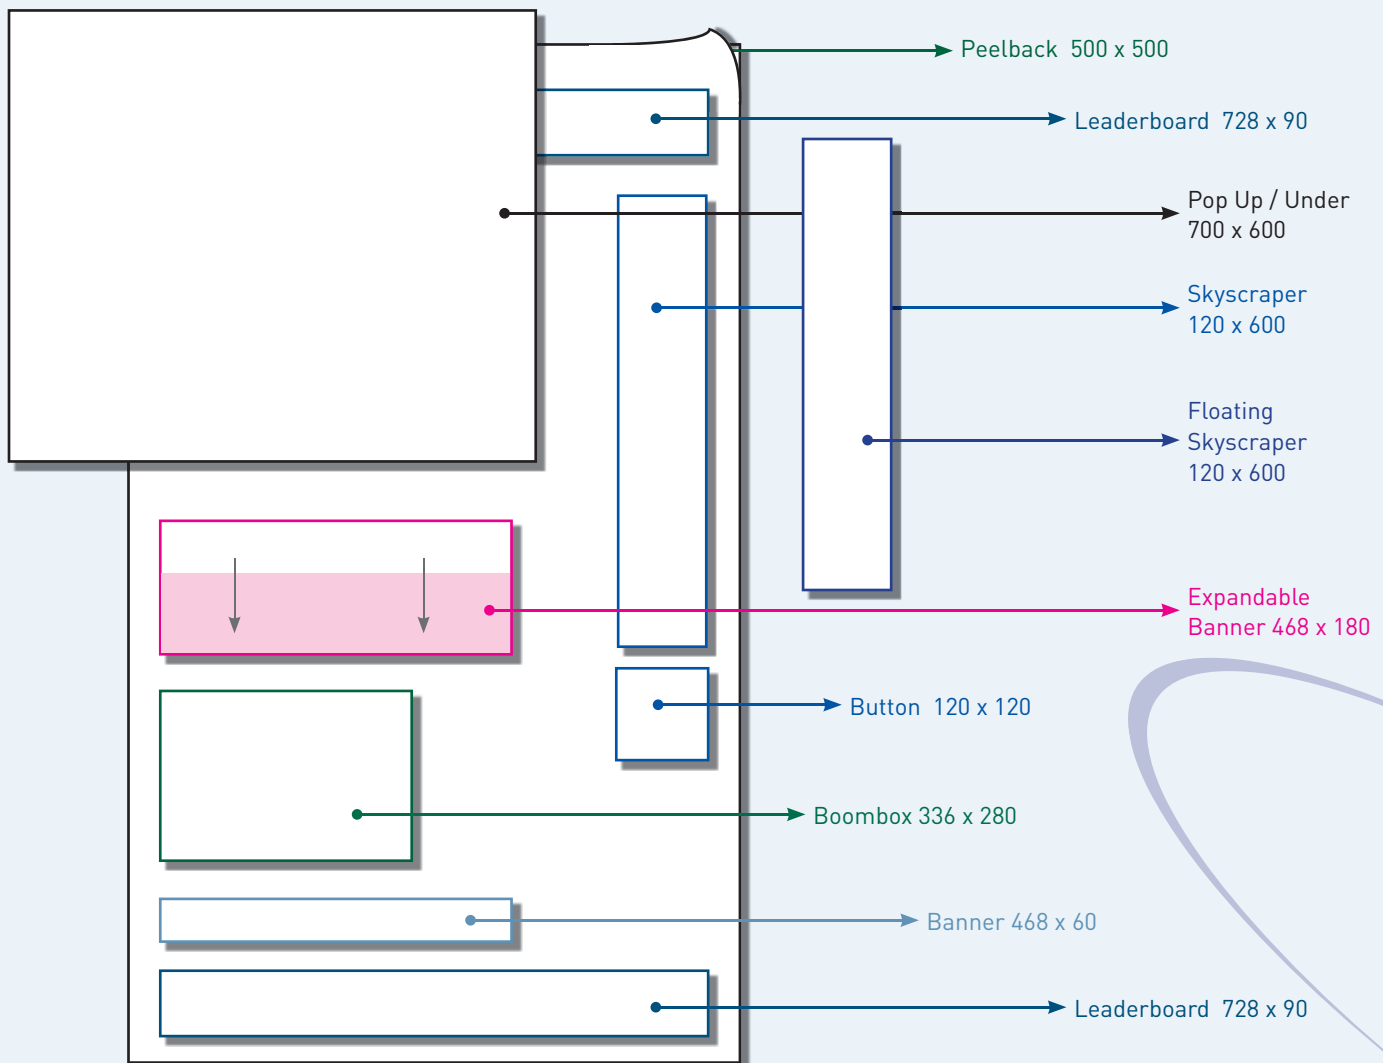 Peelback 500 x 500
Leaderboard 728 x 90
Pop Up / Under
700 x 600
Skyscraper
120 x 600
Floating
Skyscraper
120 x 600
Expandable
Banner 468 x 180
Button 120 x 120
Boombox 336 x 280
Banner 468 x 60
Leaderboard 728 x 90